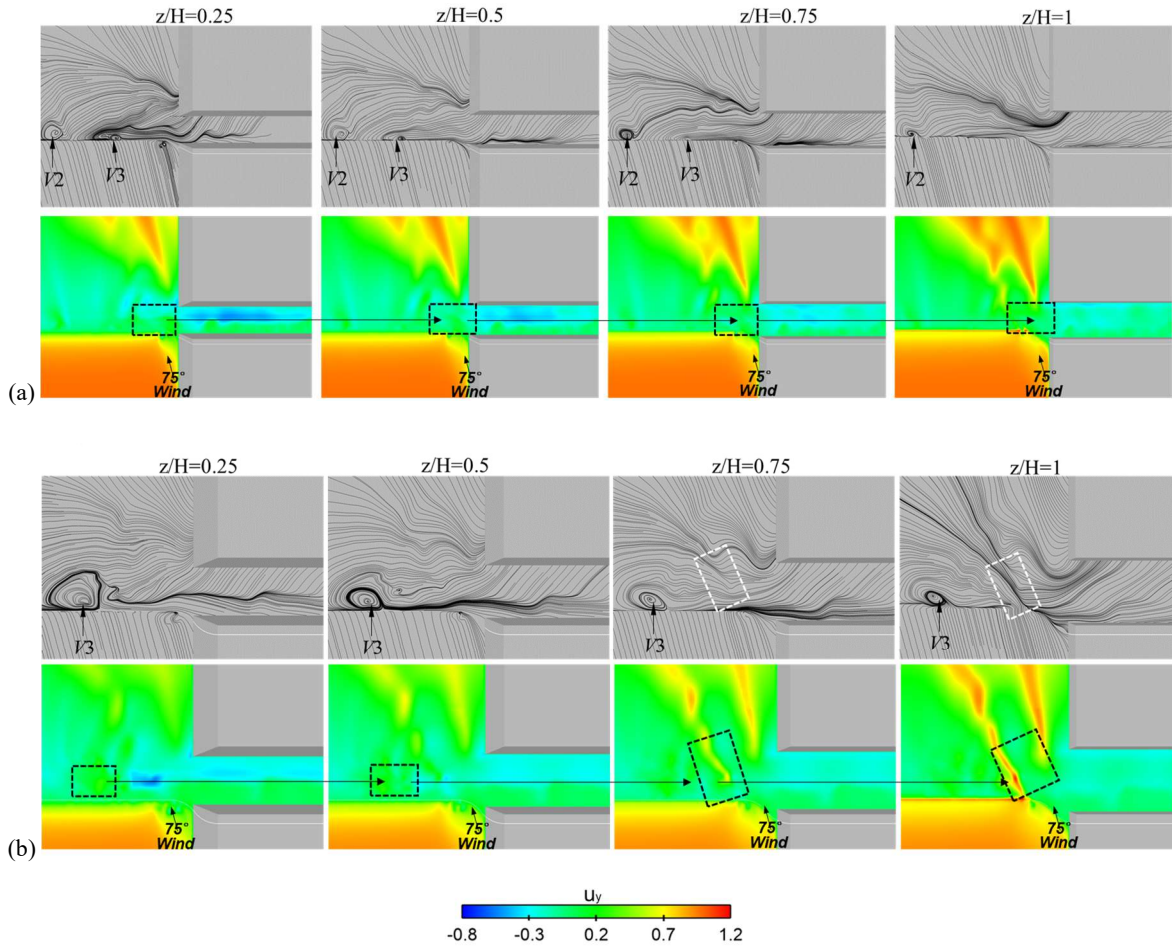 z/H=0.25 z/H=0.5 z/H=0.75 z/H=1
V2 V3 V2 V3 V2 V3 V2
75° 75° 75° 75°
Wind Wind Wind Wind
(a)
z/H=0.25 z/H=0.5 z/H=0.75 z/H=1
V3 V3 V3 V3
75° 75° 75° 75°
Wind Wind Wind Wind
(b)
uy
-0.8 -0.3 0.2 0.7 1.2